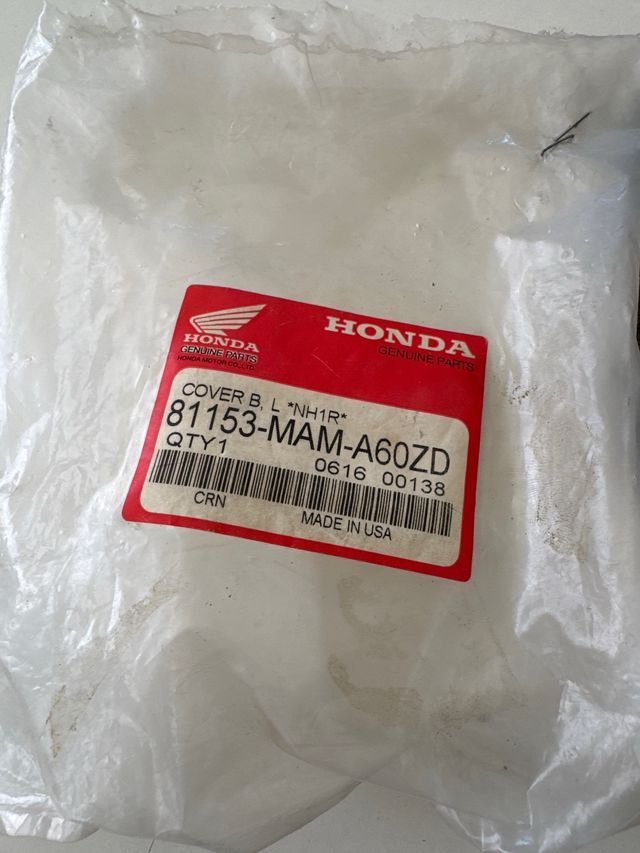 HONDA
GENUINE PARTS
HONDA MOTOR CO., LTD.
HONDA
GENUINE PARTS
COVER B, L *NH1R*
81153-MAM-A60ZD
QTY1
0616 00138
CRN
MADE IN USA